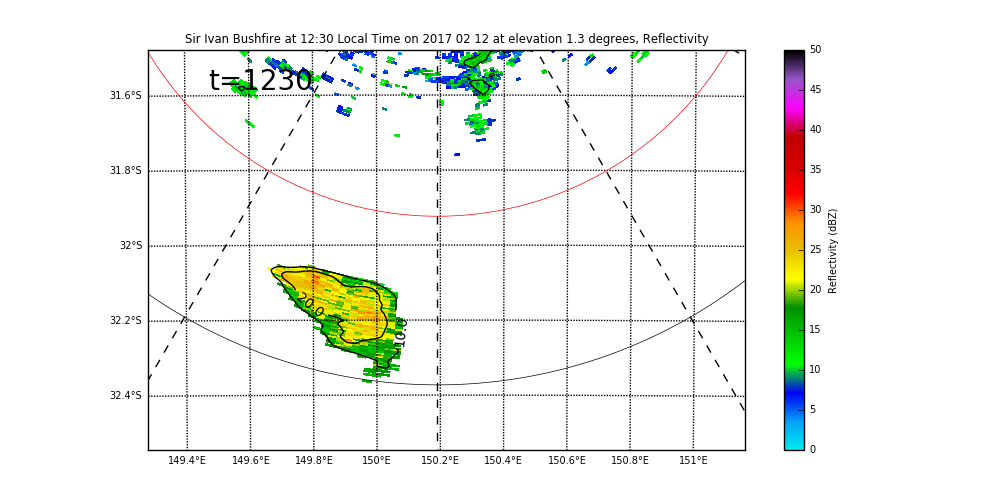 Sir Ivan Bushfire at 12:30 Local Time on 2017 02 12 at elevation 1.3 degrees, Reflectivity
t=1230
31.6°S
31.8°S
32°S
32.2°S
32.4°S
20.0
10.0
149.4°E 149.6°E 149.8°E 150°E 150.2°E 150.4°E 150.6°E 150.8°E 151°E
50
45
40
35
30
25
20
15
10
5
0
Reflectivity (dBZ)